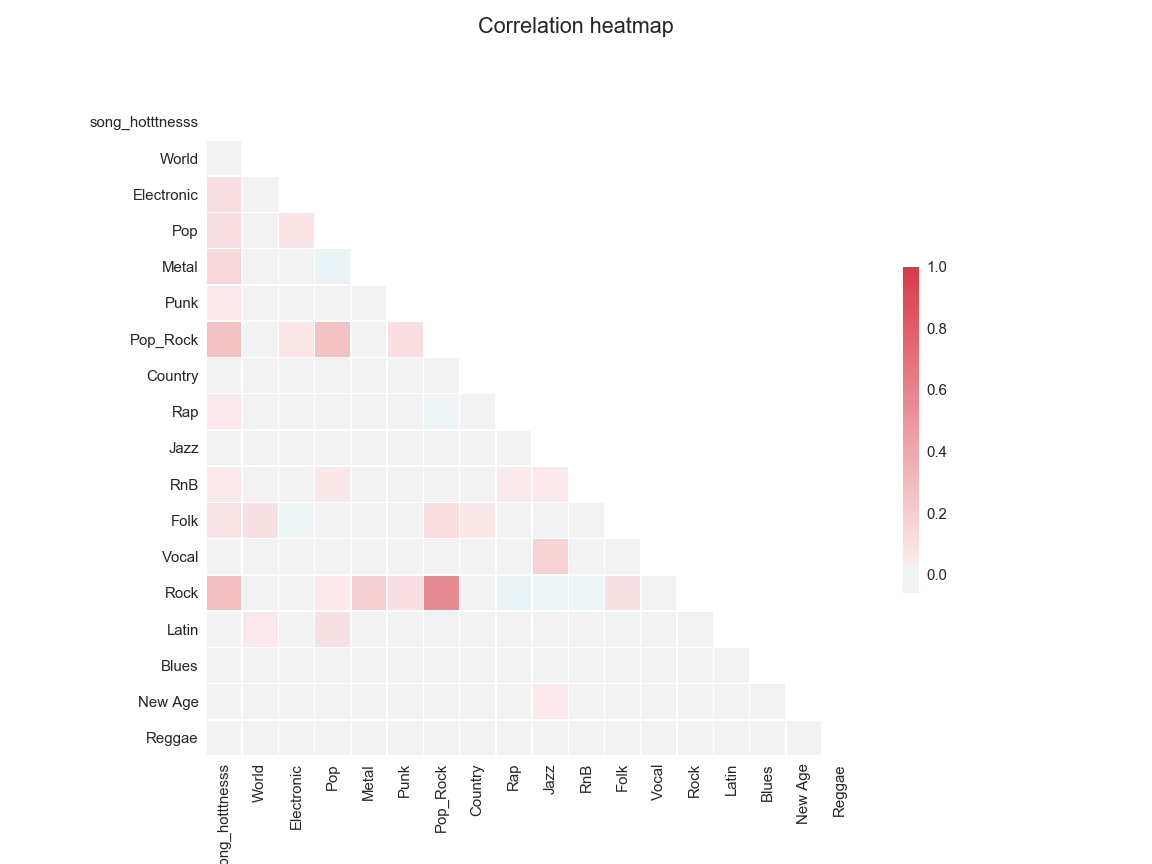 Correlation heatmap
song_hotttnesss
World
Electronic
Pop
Metal
Punk
Pop_Rock
Country
Rap
Jazz
RnB
Folk
Vocal
Rock
Latin
Blues
New Age
Reggae
ong_hotttnesss
World
Electronic
Pop
Metal
Punk
Pop_Rock
Country
Rap
Jazz
RnB
Folk
Vocal
Rock
Latin
Blues
New Age
Reggae
1.0
0.8
0.6
0.4
0.2
0.0